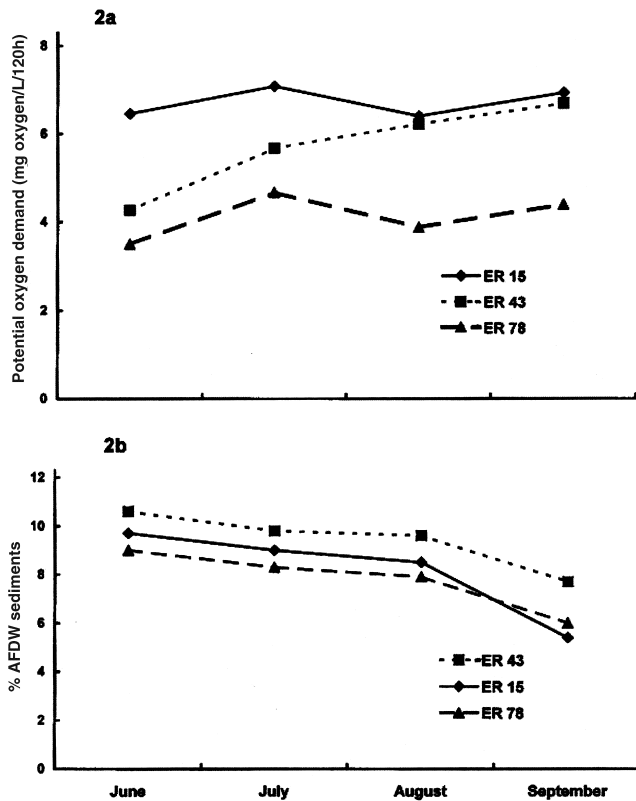 2a
Potential oxygen demand (mg oxygen/L/120h)
8
6
4
2
0
ER 15
ER 43
ER 78
2b
% AFDW sediments
12
10
8
6
4
2
0
ER 43
ER 15
ER 78
June July August September